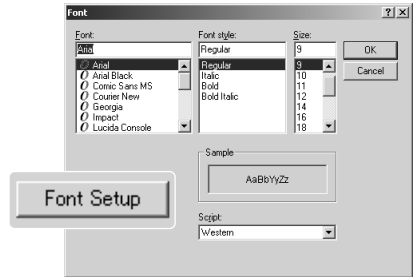 Font
Font:
Arial
Arial
Arial Black
Comic Sans MS
Courier New
Georgia
Impact
Lucida Console
Font style:
Regular
Regular
Italic
Bold
Bold Italic
Size:
9
9
10
11
12
14
16
18
OK
Cancel
Sample
AaBbYyZz
Font Setup
Script:
Western